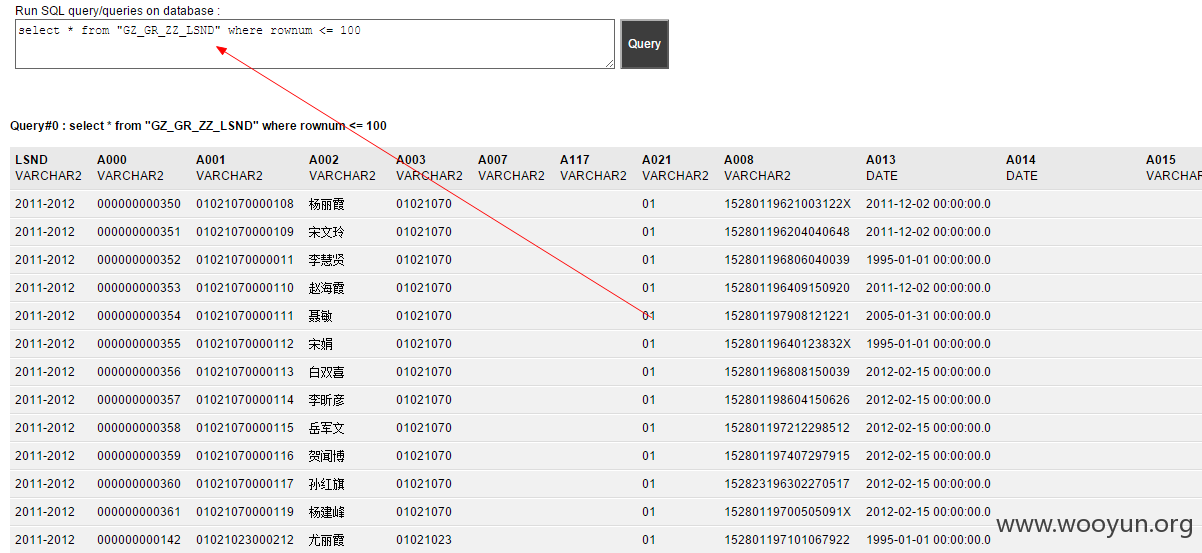 Run SQL query/queries on database :
select * from "GZ_GR_ZZ_LSND" where rownum <= 100
Query
Query#0 : select * from "GZ_GR_ZZ_LSND" where rownum <= 100
LSND A000 A001 A002 A003 A007 A117 A021 A008 A013 A014 A015
VARCHAR2 VARCHAR2 VARCHAR2 VARCHAR2 VARCHAR2 VARCHAR2 VARCHAR2 VARCHAR2 VARCHAR2 DATE DATE VARCHAR
2011-2012 000000000350 01021070000108 杨丽霞 01021070 01 15280119621003122X 2011-12-02 00:00:00.0
2011-2012 000000000351 01021070000109 宋文玲 01021070 01 152801196204040648 2011-12-02 00:00:00.0
2011-2012 000000000352 01021070000011 李慧贤 01021070 01 152801196806040039 1995-01-01 00:00:00.0
2011-2012 000000000353 01021070000110 赵海霞 01021070 01 152801196409150920 2011-12-02 00:00:00.0
2011-2012 000000000354 01021070000111 聂敏 01021070 01 152801197908121221 2005-01-31 00:00:00.0
2011-2012 000000000355 01021070000112 宋娟 01021070 01 15280119640123832X 1995-01-01 00:00:00.0
2011-2012 000000000356 01021070000113 白双喜 01021070 01 152801196808150039 2012-02-15 00:00:00.0
2011-2012 000000000357 01021070000114 李昕彦 01021070 01 152801198604150626 2012-02-15 00:00:00.0
2011-2012 000000000358 01021070000115 岳军文 01021070 01 152801197212298512 2012-02-15 00:00:00.0
2011-2012 000000000359 01021070000116 贺闻博 01021070 01 152801197407297915 2012-02-15 00:00:00.0
2011-2012 000000000360 01021070000117 孙红旗 01021070 01 152823196302270517 2012-02-15 00:00:00.0
2011-2012 000000000361 01021070000119 杨建峰 01021070 01 15280119700505091X 2012-02-15 00:00:00.0
2011-2012 000000000142 01021023000212 尤丽霞 01021023 01 152801197101067922 1995-01-01 00:00:00.0
www.wooyun.org